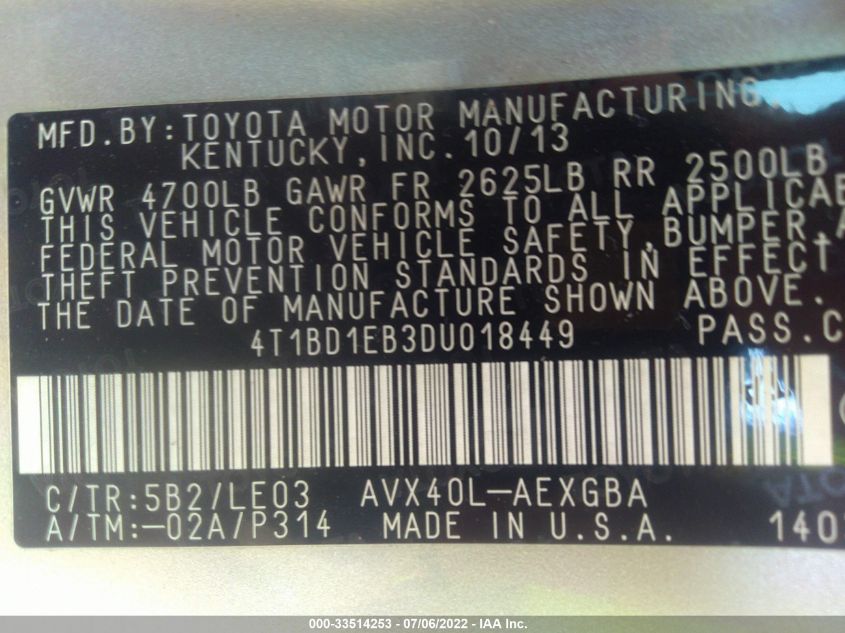 MFD.BY:TOYOTA MOTOR MANUFACTURING
KENTUCKY,INC.10/13
GVWR 4700LB GAWR FR 2625LB RR 2500LB
THIS VEHICLE CONFORMS TO ALL APPLICAB
FEDERAL MOTOR VEHICLE SAFETY,BUMPER,A
THEFT PREVENTION STANDARDS IN EFFECT
THE DATE OF MANUFACTURE SHOWN ABOVE.
4T1BD1EB3DU018449 PASS.C
C/TR:5B2/LE03 AVX40L-AEXGBA
A/TM:-02A/P314 MADE IN U.S.A. 140
000-33514253 - 07/06/2022 - IAA Inc.